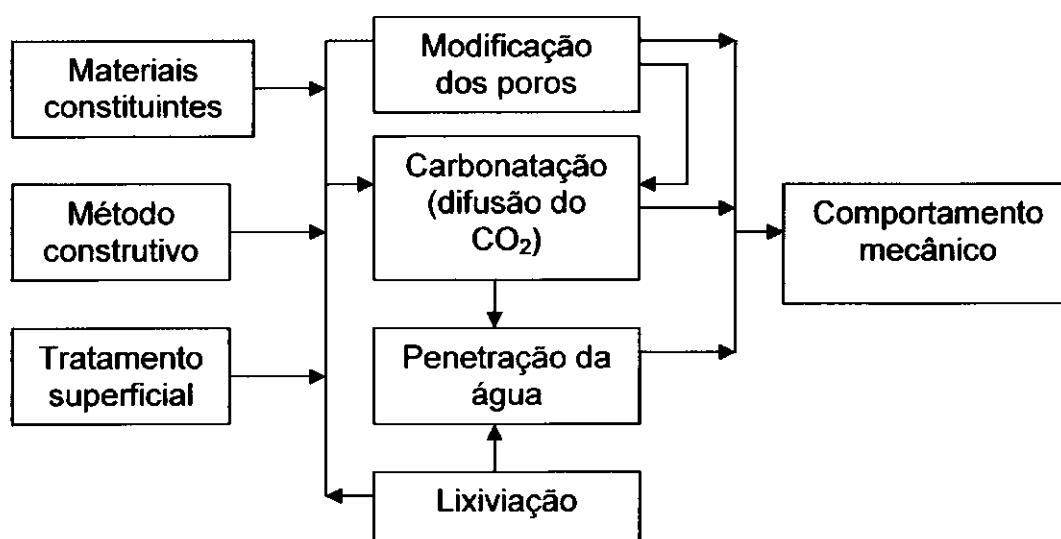 Materiais
constituintes
Método
construtivo
Tratamento
superficial
Modificação
dos poros
Carbonatação
(difusão do
CO₂)
Penetração da
água
Lixiviação
Comportamento
mecânico